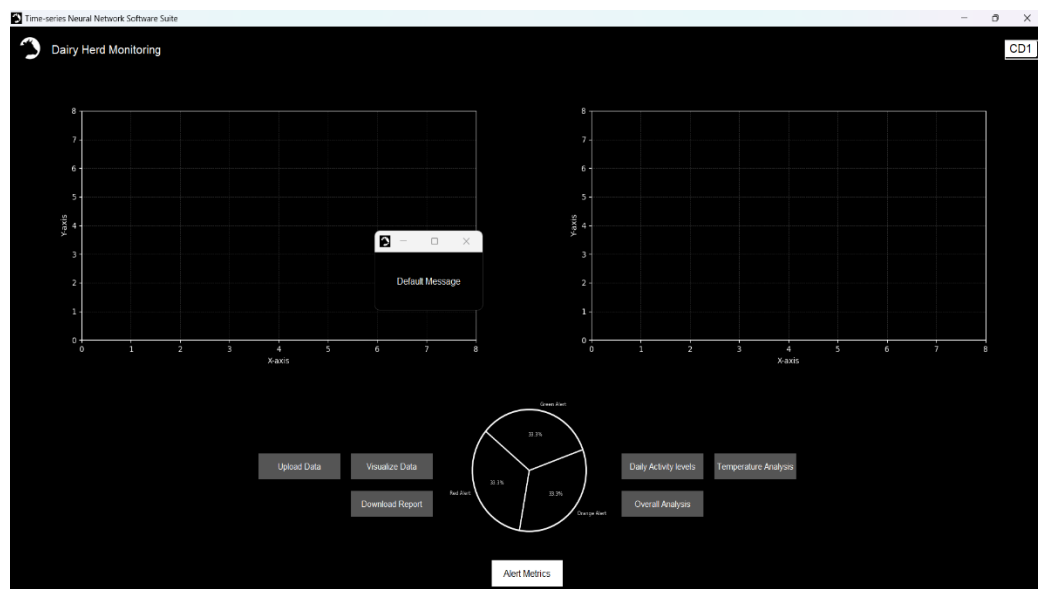 Time-series Neural Network Software Suite
Dairy Herd Monitoring
CD1
8
7
6
5
4
3
2
1
0
Y-axis
0 1 2 3 4 5 6 7 8
X-axis
8
7
6
5
4
3
2
1
0
Y-axis
0 1 2 3 4 5 6 7 8
X-axis
Default Message
Green Alert
33.3%
Red Alert
33.3%
33.3%
Orange Alert
Upload Data
Visualize Data
Download Report
Daily Activity levels
Temperature Analysis
Overall Analysis
Alert Metrics